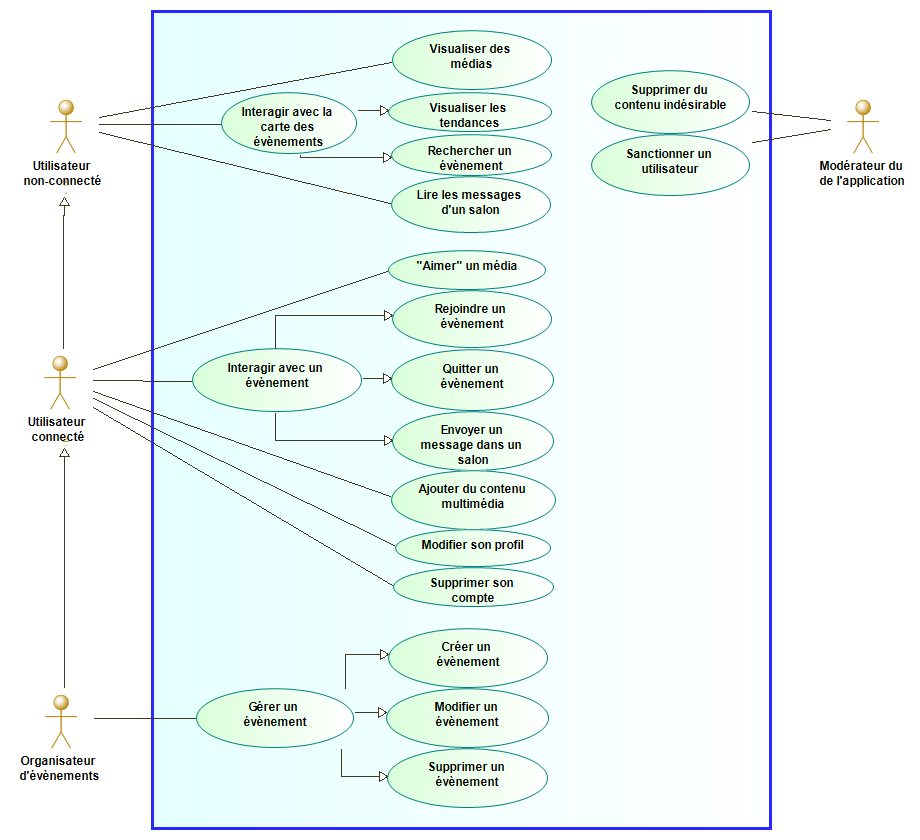 Visualiser des
médias
Interagir avec la
carte des
évènements
Visualiser les
tendances
Rechercher un
évènement
Lire les messages
d'un salon
Supprimer du
contenu indésirable
Sanctionner un
utilisateur
Utilisateur
non-connecté
Modérateur du
de l'application
"Aimer" un média
Rejoindre un
évènement
Interagir avec un
évènement
Quitter un
évènement
Envoyer un
message dans un
salon
Utilisateur
connecté
Ajouter du contenu
multimédia
Modifier son profil
Supprimer son
compte
Créer un
évènement
Gérer un
évènement
Modifier un
évènement
Supprimer un
évènement
Organisateur
d'évènements